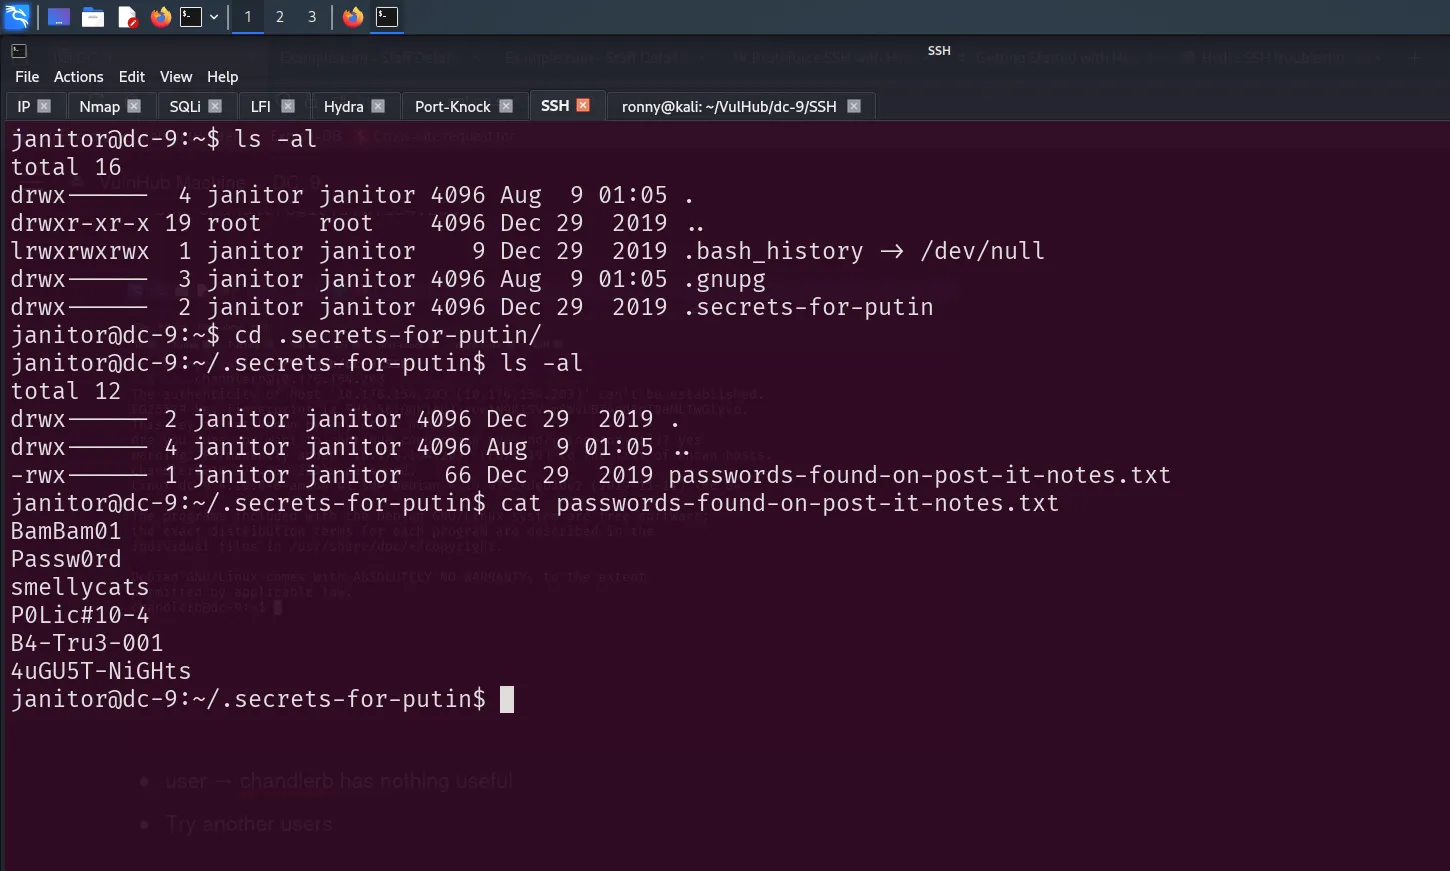 1 2 3
SSH
File Actions Edit View Help
IP Nmap SQLi LFI Hydra Port-Knock SSH ronny@kali: ~/VulHub/dc-9/SSH
janitor@dc-9:~$ ls -al
total 16
drwx------ 4 janitor janitor 4096 Aug  9 01:05 .
drwxr-xr-x 19 root    root    4096 Dec 29  2019 ..
lrwxrwxrwx  1 janitor janitor    9 Dec 29  2019 .bash_history -> /dev/null
drwx------  3 janitor janitor 4096 Aug  9 01:05 .gnupg
drwx------  2 janitor janitor 4096 Dec 29  2019 .secrets-for-putin
janitor@dc-9:~$ cd .secrets-for-putin/
janitor@dc-9:~/.secrets-for-putin$ ls -al
total 12
drwx------ 2 janitor janitor 4096 Dec 29  2019 .
drwx------ 4 janitor janitor 4096 Aug  9 01:05 ..
-rwx------ 1 janitor janitor   66 Dec 29  2019 passwords-found-on-post-it-notes.txt
janitor@dc-9:~/.secrets-for-putin$ cat passwords-found-on-post-it-notes.txt
BamBam01
Passw0rd
smellycats
P0Lic#10-4
B4-Tru3-001
4uGU5T-NiGHts
janitor@dc-9:~/.secrets-for-putin$
user → chandlerb has nothing useful
Try another users